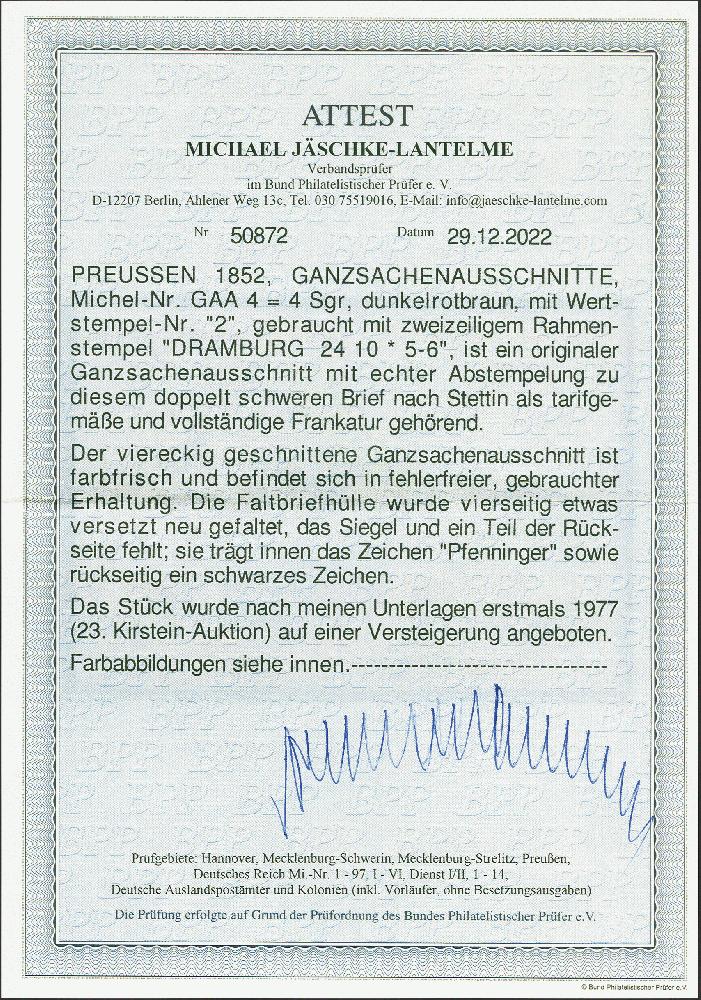 ATTEST
MICHAEL JÄSCHKE-LANTELME
Verbandsprüfer
im Bund Philatelistischer Prüfer e. V.
D-12207 Berlin, Ahlener Weg 13c, Tel. 030 75519016, E-Mail: info@jaeschke-lantelme.com
Nr 50872 Datum 29.12.2022
PREUSSEN 1852, GANZSACHENAUSSCHNITTE,
Michel-Nr. GAA 4 = 4 Sgr, dunkelrotbraun, mit Wert-
stempel-Nr. "2", gebraucht mit zweizeiligem Rahmen-
stempel "DRAMBURG 24 10 * 5-6", ist ein originaler
Ganzsachenausschnitt mit echter Abstempelung zu
diesem doppelt schweren Brief nach Stettin als tarifge-
mäße und vollständige Frankatur gehörend.
Der viereckig geschnittene Ganzsachenausschnitt ist
farbfrisch und befindet sich in fehlerfreier, gebrauchter
Erhaltung. Die Faltbriefhülle wurde vierseitig etwas
versetzt neu gefaltet, das Siegel und ein Teil der Rück-
seite fehlt; sie trägt innen das Zeichen "Pfenninger" sowie
rückseitig ein schwarzes Zeichen.
Das Stück wurde nach meinen Unterlagen erstmals 1977
(23. Kirstein-Auktion) auf einer Versteigerung angeboten.
Farbabbildungen siehe innen.----------------------------------
Prüfgebiete: Hannover, Mecklenburg-Schwerin, Mecklenburg-Strelitz, Preußen,
Deutsches Reich Mi.-Nr. 1 - 97, I - VI, Dienst I/II, 1 - 14,
Deutsche Auslandspostämter und Kolonien (inkl. Vorläufer, ohne Besetzungsausgaben)
Die Prüfung erfolgte auf Grund der Prüfordnung des Bundes Philatelistischer Prüfer e.V.
© Bund Philatelistischer Prüfer e.V.